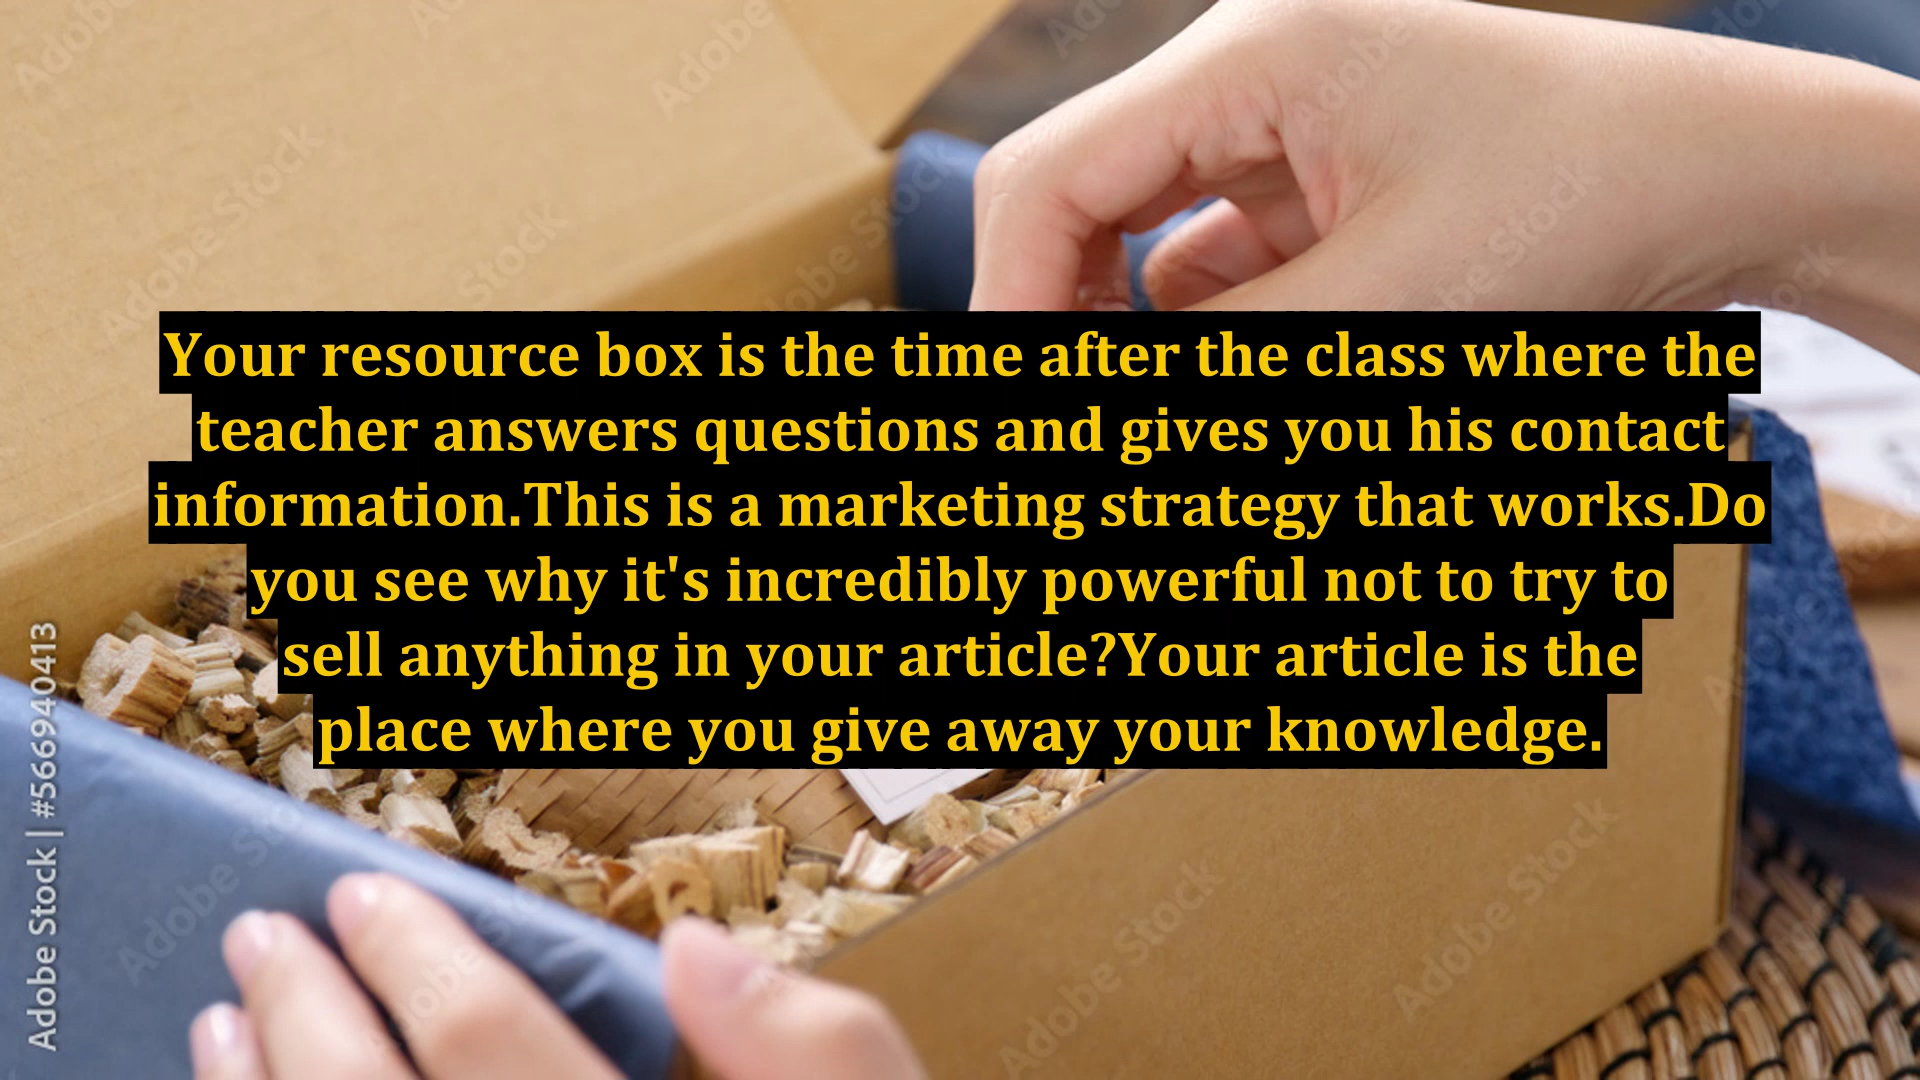 Your resource box is the time after the class where the
teacher answers questions and gives you his contact
information.This is a marketing strategy that works.Do
you see why it's incredibly powerful not to try to
sell anything in your article?Your article is the
place where you give away your knowledge.
Adobe Stock | #566940413